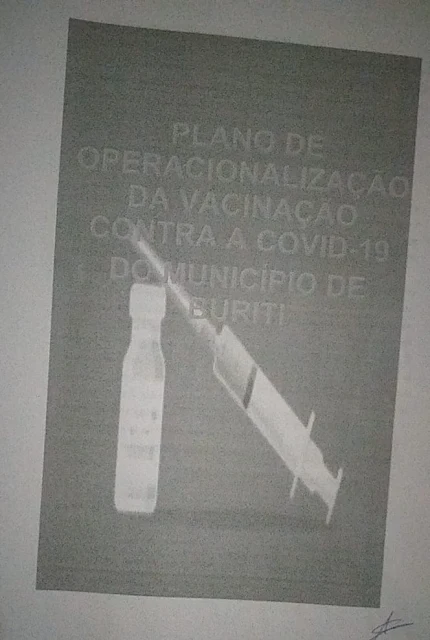 PLANO DE
OPERACIONALIZAÇÃO
DA VACINAÇÃO
CONTRA A COVID-19
DO MUNICÍPIO DE
BURITI